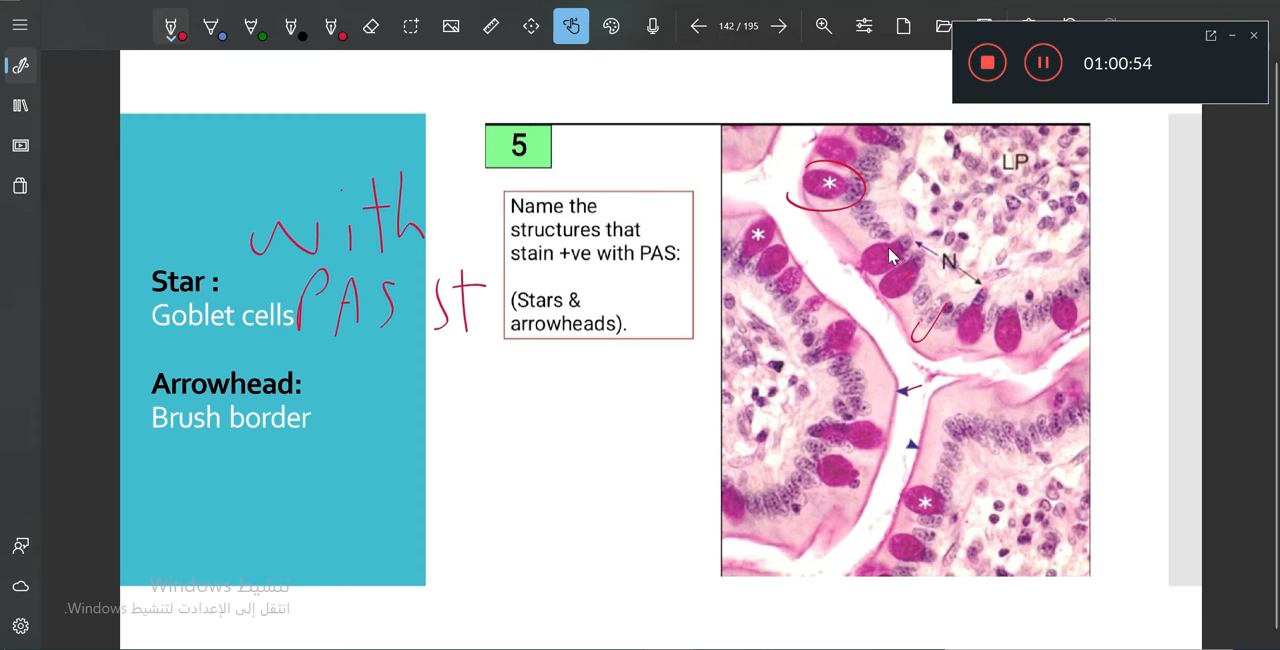 142 / 195
01:00:54
5
Name the
structures that
stain +ve with PAS:
(Stars &
arrowheads).
with
PAS st
Star :
Goblet cells
Arrowhead:
Brush border
*
LP
*
N
*
تنشيط Windows
انتقل إلى الإعدادت لتنشيط Windows.